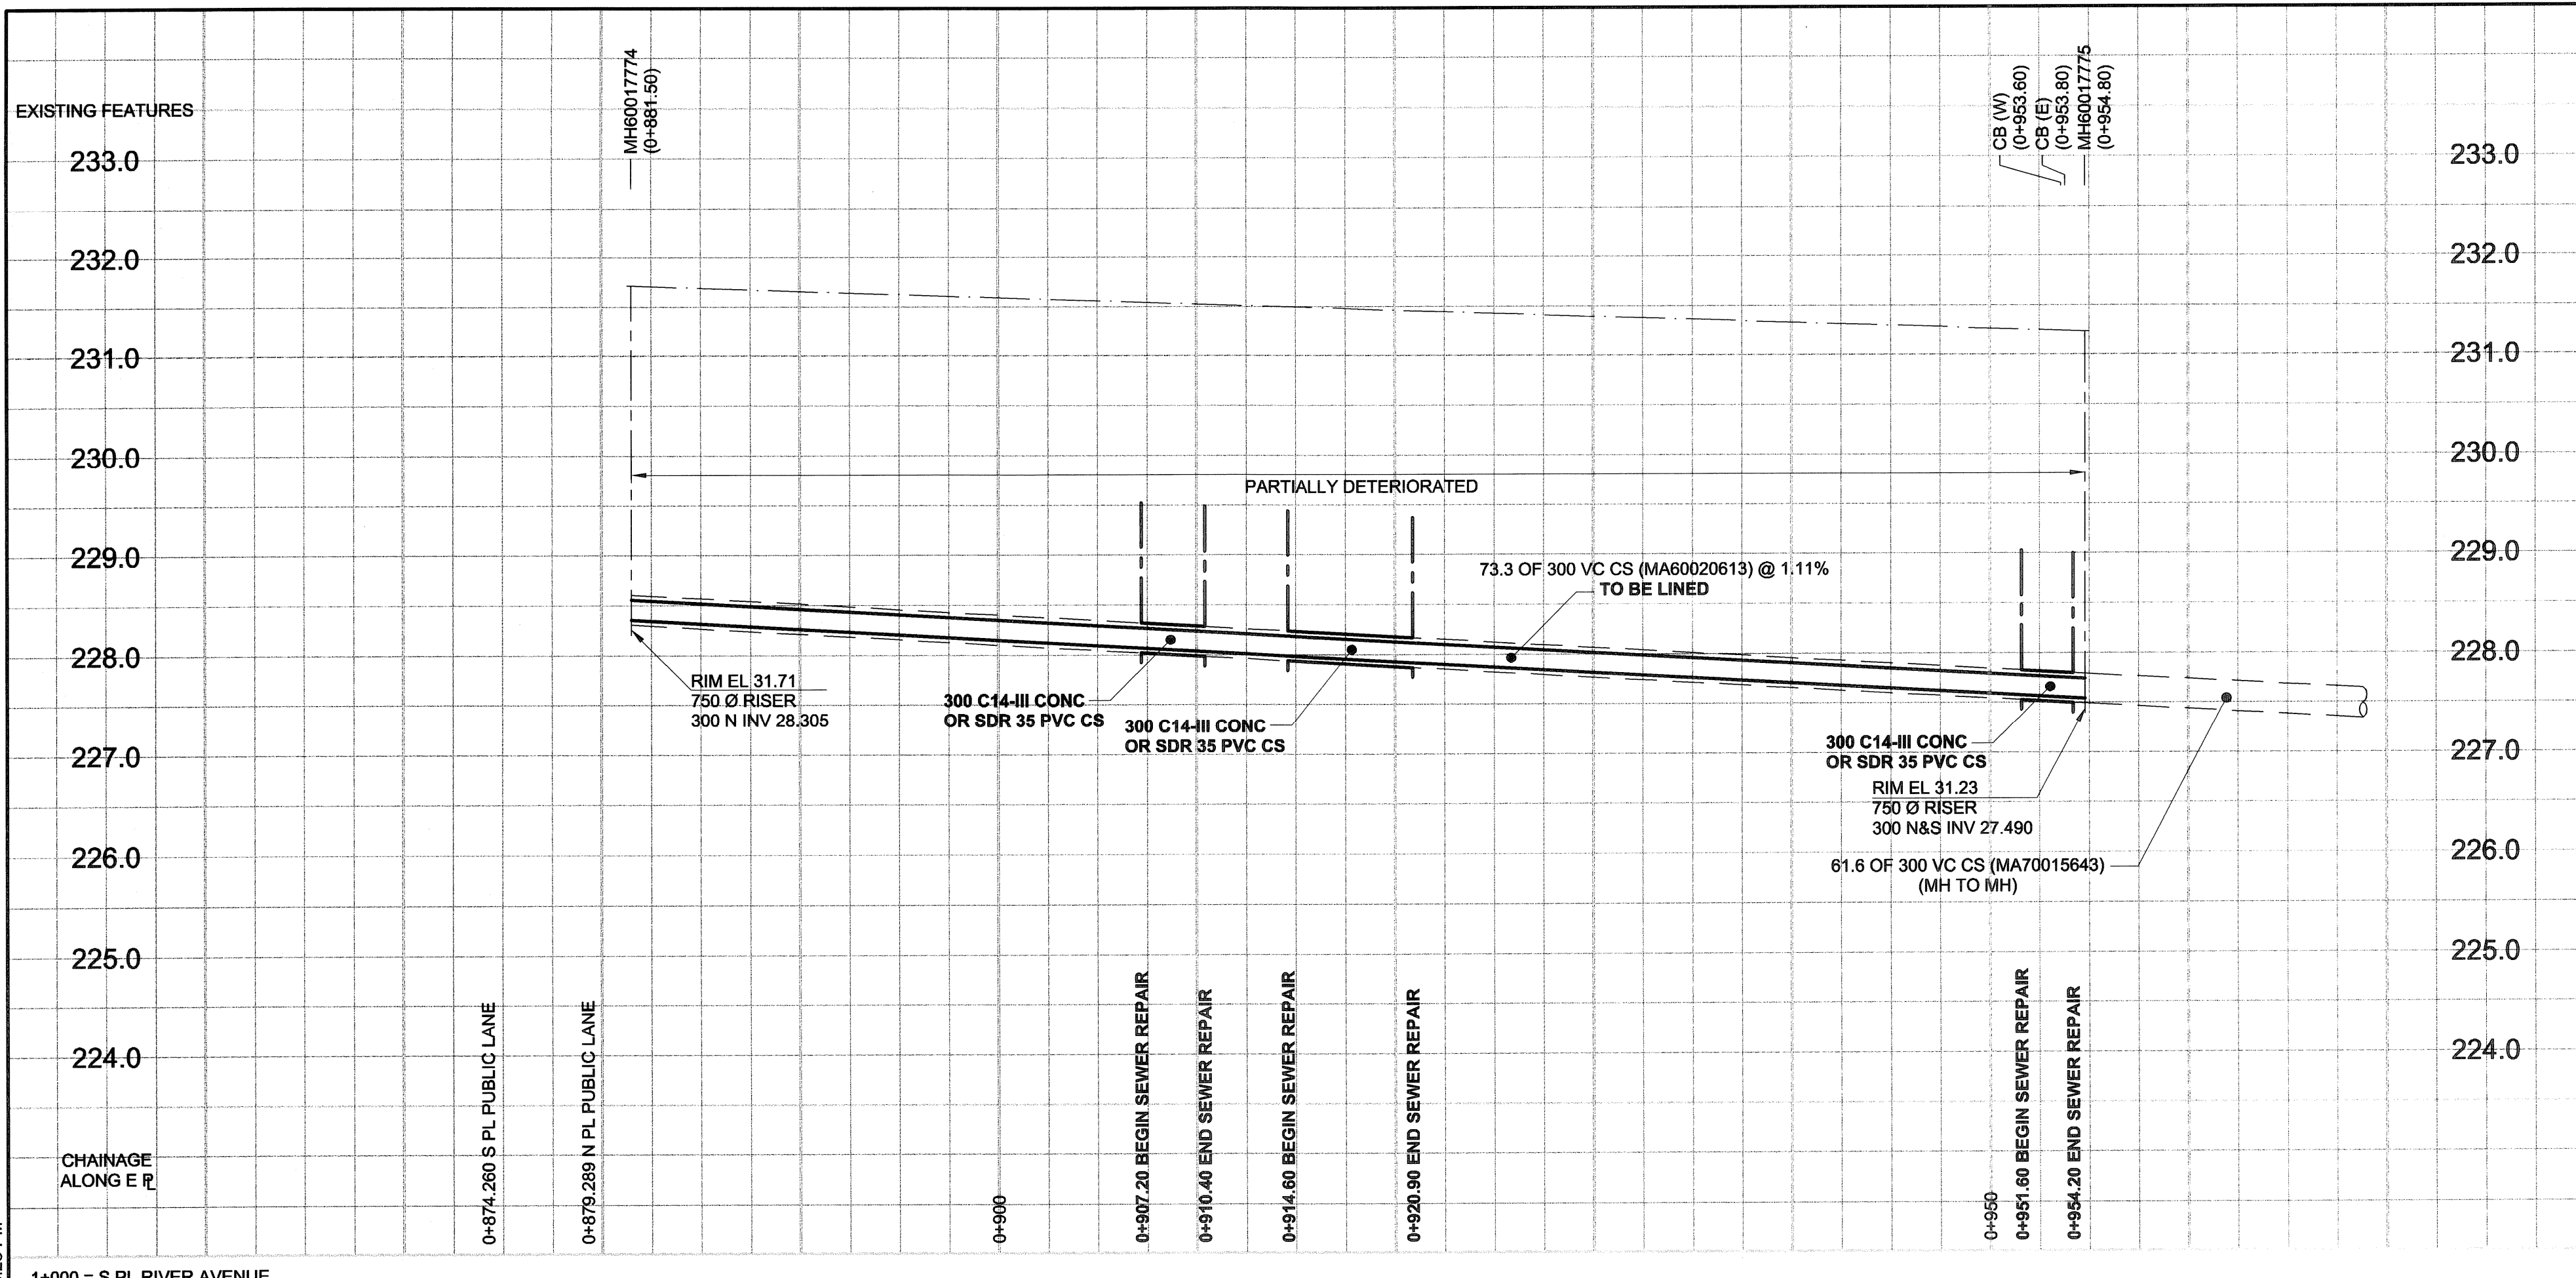 EXISTING FEATURES
MH60017774
(0+881.50)
CB (W)
(0+953.60)
CB (E)
(0+953.80)
MH60017775
(0+954.80)
233.0
233.0
232.0
232.0
231.0
231.0
230.0
230.0
PARTIALLY DETERIORATED
229.0
229.0
73.3 OF 300 VC CS (MA60020613) @ 1.11%
TO BE LINED
228.0
228.0
RIM EL 31.71
750 Ø RISER
300 N INV 28.305
300 C14-III CONC
OR SDR 35 PVC CS
300 C14-III CONC
OR SDR 35 PVC CS
300 C14-III CONC
OR SDR 35 PVC CS
227.0
227.0
RIM EL 31.23
750 Ø RISER
300 N&S INV 27.490
226.0
226.0
61.6 OF 300 VC CS (MA70015643)
(MH TO MH)
225.0
225.0
224.0
224.0
CHAINAGE
ALONG E PL
0+874.260 S PL PUBLIC LANE
0+879.289 N PL PUBLIC LANE
0+900
0+907.20 BEGIN SEWER REPAIR
0+910.40 END SEWER REPAIR
0+914.60 BEGIN SEWER REPAIR
0+920.90 END SEWER REPAIR
0+950
0+951.60 BEGIN SEWER REPAIR
0+954.20 END SEWER REPAIR
1+000 = S PL RIVER AVENUE